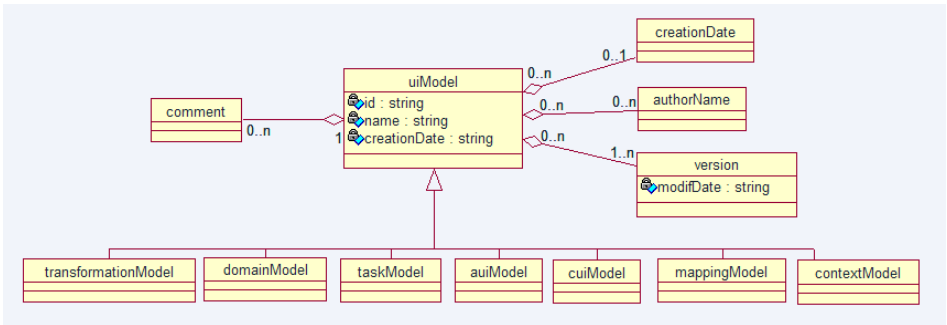 creationDate
0..1
uiModel
0..n
id : string
comment
0..n
0..n
authorName
name : string
0..n
1
creationDate : string
0..n
1..n
version
modifDate : string
transformationModel
domainModel
taskModel
auiModel
cuiModel
mappingModel
contextModel